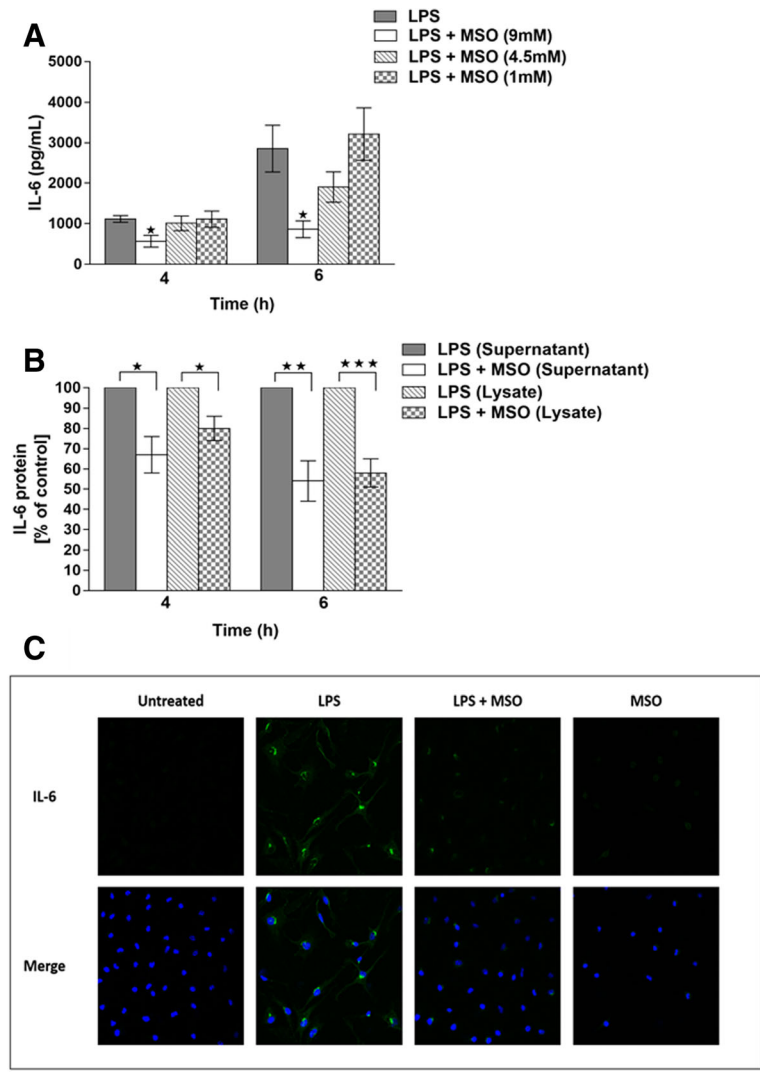 A
LPS
LPS + MSO (9mM)
LPS + MSO (4.5mM)
LPS + MSO (1mM)
5000
4000
3000
2000
1000
0
IL-6 (pg/mL)
★
★
4
6
Time (h)
B
LPS (Supernatant)
LPS + MSO (Supernatant)
LPS (Lysate)
LPS + MSO (Lysate)
★
★
★★
★★★
100
90
80
70
60
50
40
30
20
10
0
IL-6 protein
[% of control]
4
6
Time (h)
C
Untreated
LPS
LPS + MSO
MSO
IL-6
Merge